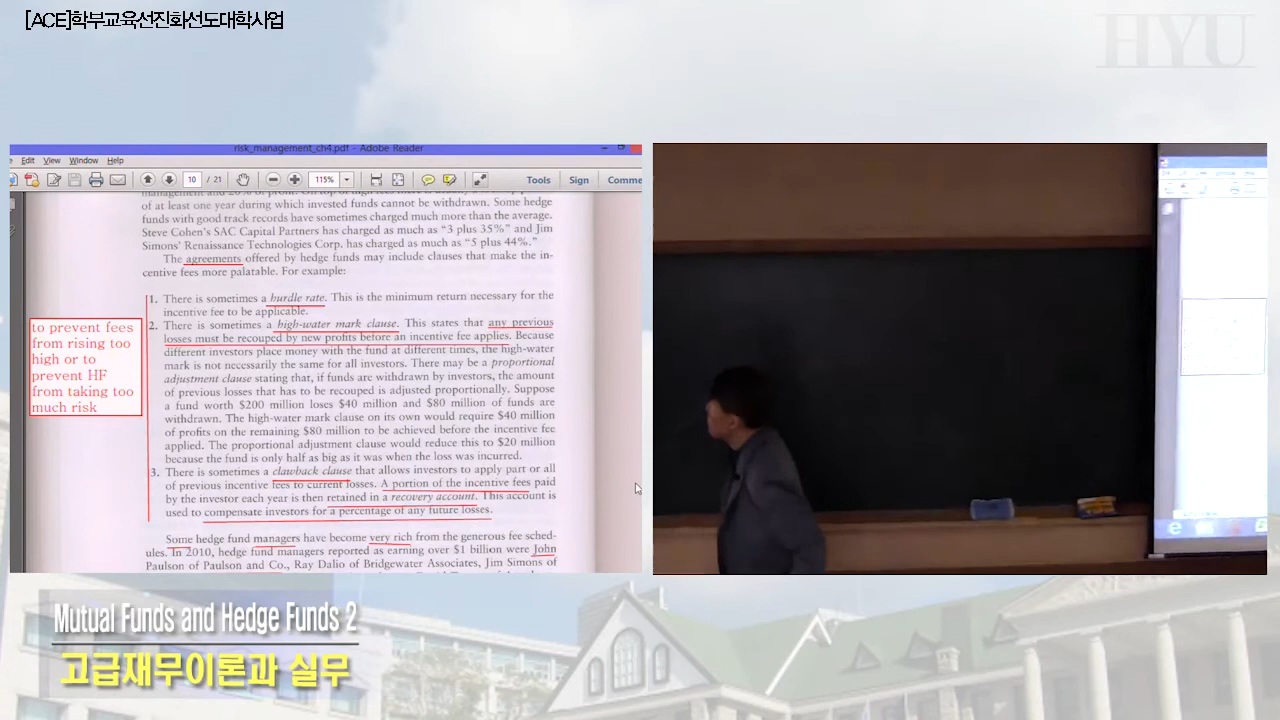 [ACE]학부교육선진화선도대학사업
HYU
risk_management_ch4.pdf - Adobe Reader
Edit View Window Help
10 / 21 115% Tools Sign Comme
of at least one year during which invested funds cannot be withdrawn. Some hedge
funds with good track records have sometimes charged much more than the average.
Steve Cohen's SAC Capital Partners has charged as much as "3 plus 35%" and Jim
Simons' Renaissance Technologies Corp. has charged as much as "5 plus 44%."
The agreements offered by hedge funds may include clauses that make the in-
centive fees more palatable. For example:
1. There is sometimes a hurdle rate. This is the minimum return necessary for the
incentive fee to be applicable.
2. There is sometimes a high-water mark clause. This states that any previous
losses must be recouped by new profits before an incentive fee applies. Because
different investors place money with the fund at different times, the high-water
mark is not necessarily the same for all investors. There may be a proportional
adjustment clause stating that, if funds are withdrawn by investors, the amount
of previous losses that has to be recouped is adjusted proportionally. Suppose
a fund worth $200 million loses $40 million and $80 million of funds are
withdrawn. The high-water mark clause on its own would require $40 million
of profits on the remaining $80 million to be achieved before the incentive fee
applied. The proportional adjustment clause would reduce this to $20 million
because the fund is only half as big as it was when the loss was incurred.
3. There is sometimes a clawback clause that allows investors to apply part or all
of previous incentive fees to current losses. A portion of the incentive fees paid
by the investor each year is then retained in a recovery account. This account is
used to compensate investors for a percentage of any future losses.
Some hedge fund managers have become very rich from the generous fee sched-
ules. In 2010, hedge fund managers reported as earning over $1 billion were John
Paulson of Paulson and Co., Ray Dalio of Bridgewater Associates, Jim Simons of
to prevent fees
from rising too
high or to
prevent HF
from taking too
much risk
Mutual Funds and Hedge Funds 2
고급재무이론과 실무